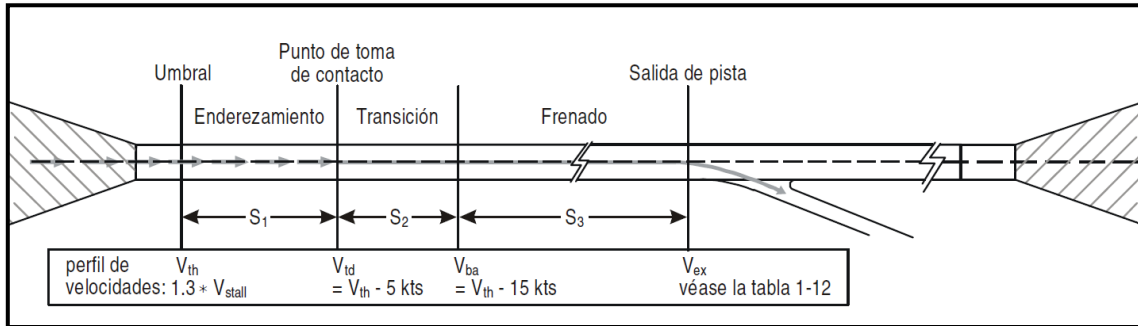 Punto de toma
de contacto
Umbral
Salida de pista
Enderezamiento
Transición
Frenado
S1
S2
S3
perfil de
velocidades: 1.3 * Vstall
Vth
Vtd
= Vth - 5 kts
Vba
= Vth - 15 kts
Vex
véase la tabla 1-12